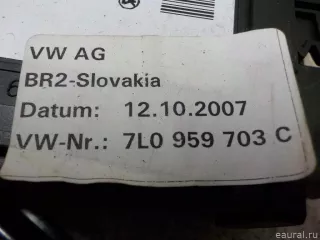 VW AG
BR2-Slovakia
Datum: 12.10.2007
VW-Nr.: 7L0 959 703 C
eaural.ru